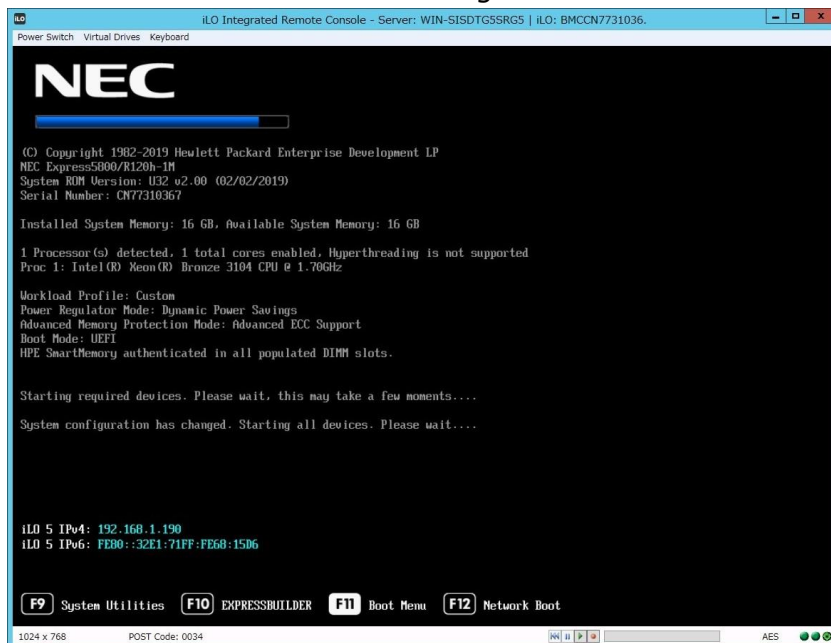 iLO
iLO Integrated Remote Console - Server: WIN-SISDTG5SRG5 | iLO: BMCCN7731036.
Power Switch Virtual Drives Keyboard
NEC
(C) Copyright 1982-2019 Hewlett Packard Enterprise Development LP
NEC Express5800/R120h-1M
System ROM Version: U32 v2.00 (02/02/2019)
Serial Number: CN77310367
Installed System Memory: 16 GB, Available System Memory: 16 GB
1 Processor(s) detected, 1 total cores enabled, Hyperthreading is not supported
Proc 1: Intel(R) Xeon(R) Bronze 3104 CPU @ 1.70GHz
Workload Profile: Custom
Power Regulator Mode: Dynamic Power Savings
Advanced Memory Protection Mode: Advanced ECC Support
Boot Mode: UEFI
HPE SmartMemory authenticated in all populated DIMM slots.
Starting required devices. Please wait, this may take a few moments....
System configuration has changed. Starting all devices. Please wait....
iLO 5 IPv4: 192.168.1.190
iLO 5 IPv6: FE80::32E1:71FF:FE68:15D6
F9 System Utilities F10 EXPRESSBUILDER F11 Boot Menu F12 Network Boot
1024 x 768 POST Code: 0034 AES